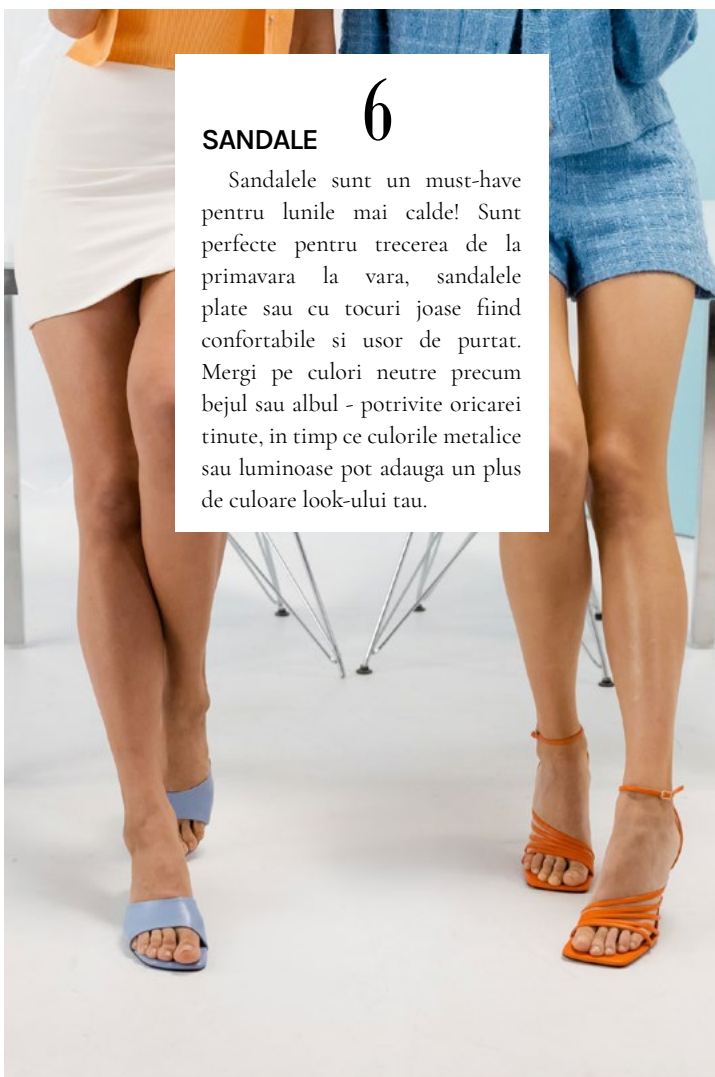 6
SANDALE
Sandalele sunt un must-have
pentru lunile mai calde! Sunt
perfecte pentru trecerea de la
primavara la vara, sandalele
plate sau cu tocuri joase fiind
confortabile si usor de purtat.
Mergi pe culori neutre precum
bejul sau albul - potrivite oricarei
tinute, in timp ce culorile metalice
sau luminoase pot adauga un plus
de culoare look-ului tau.